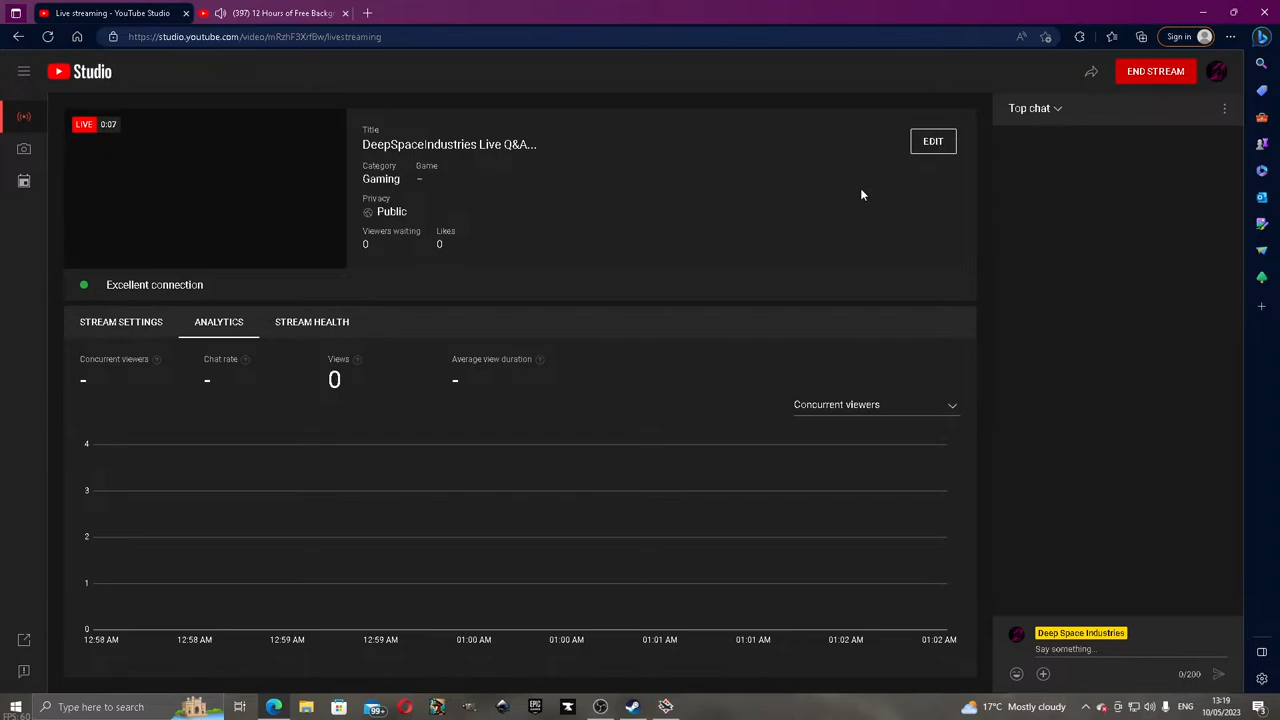 Live streaming - YouTube Studio
(397) 12 Hours of Free Backg
https://studio.youtube.com/video/mRzhF3XrfBw/livestreaming
Sign in
Studio
END STREAM
LIVE 0:07
Title
DeepSpaceIndustries Live Q&A...
EDIT
Category Game
Gaming –
Privacy
Public
Viewers waiting Likes
0 0
Excellent connection
Top chat
STREAM SETTINGS ANALYTICS STREAM HEALTH
Concurrent viewers Chat rate Views Average view duration
- - 0 -
Concurrent viewers
4
3
2
1
0
12:58 AM 12:58 AM 12:59 AM 12:59 AM 01:00 AM 01:00 AM 01:01 AM 01:01 AM 01:02 AM 01:02 AM
Deep Space Industries
Say something...
0/200
Type here to search
99+
EPIC
17°C Mostly cloudy
ENG
13:19
10/05/2023
FPS:60